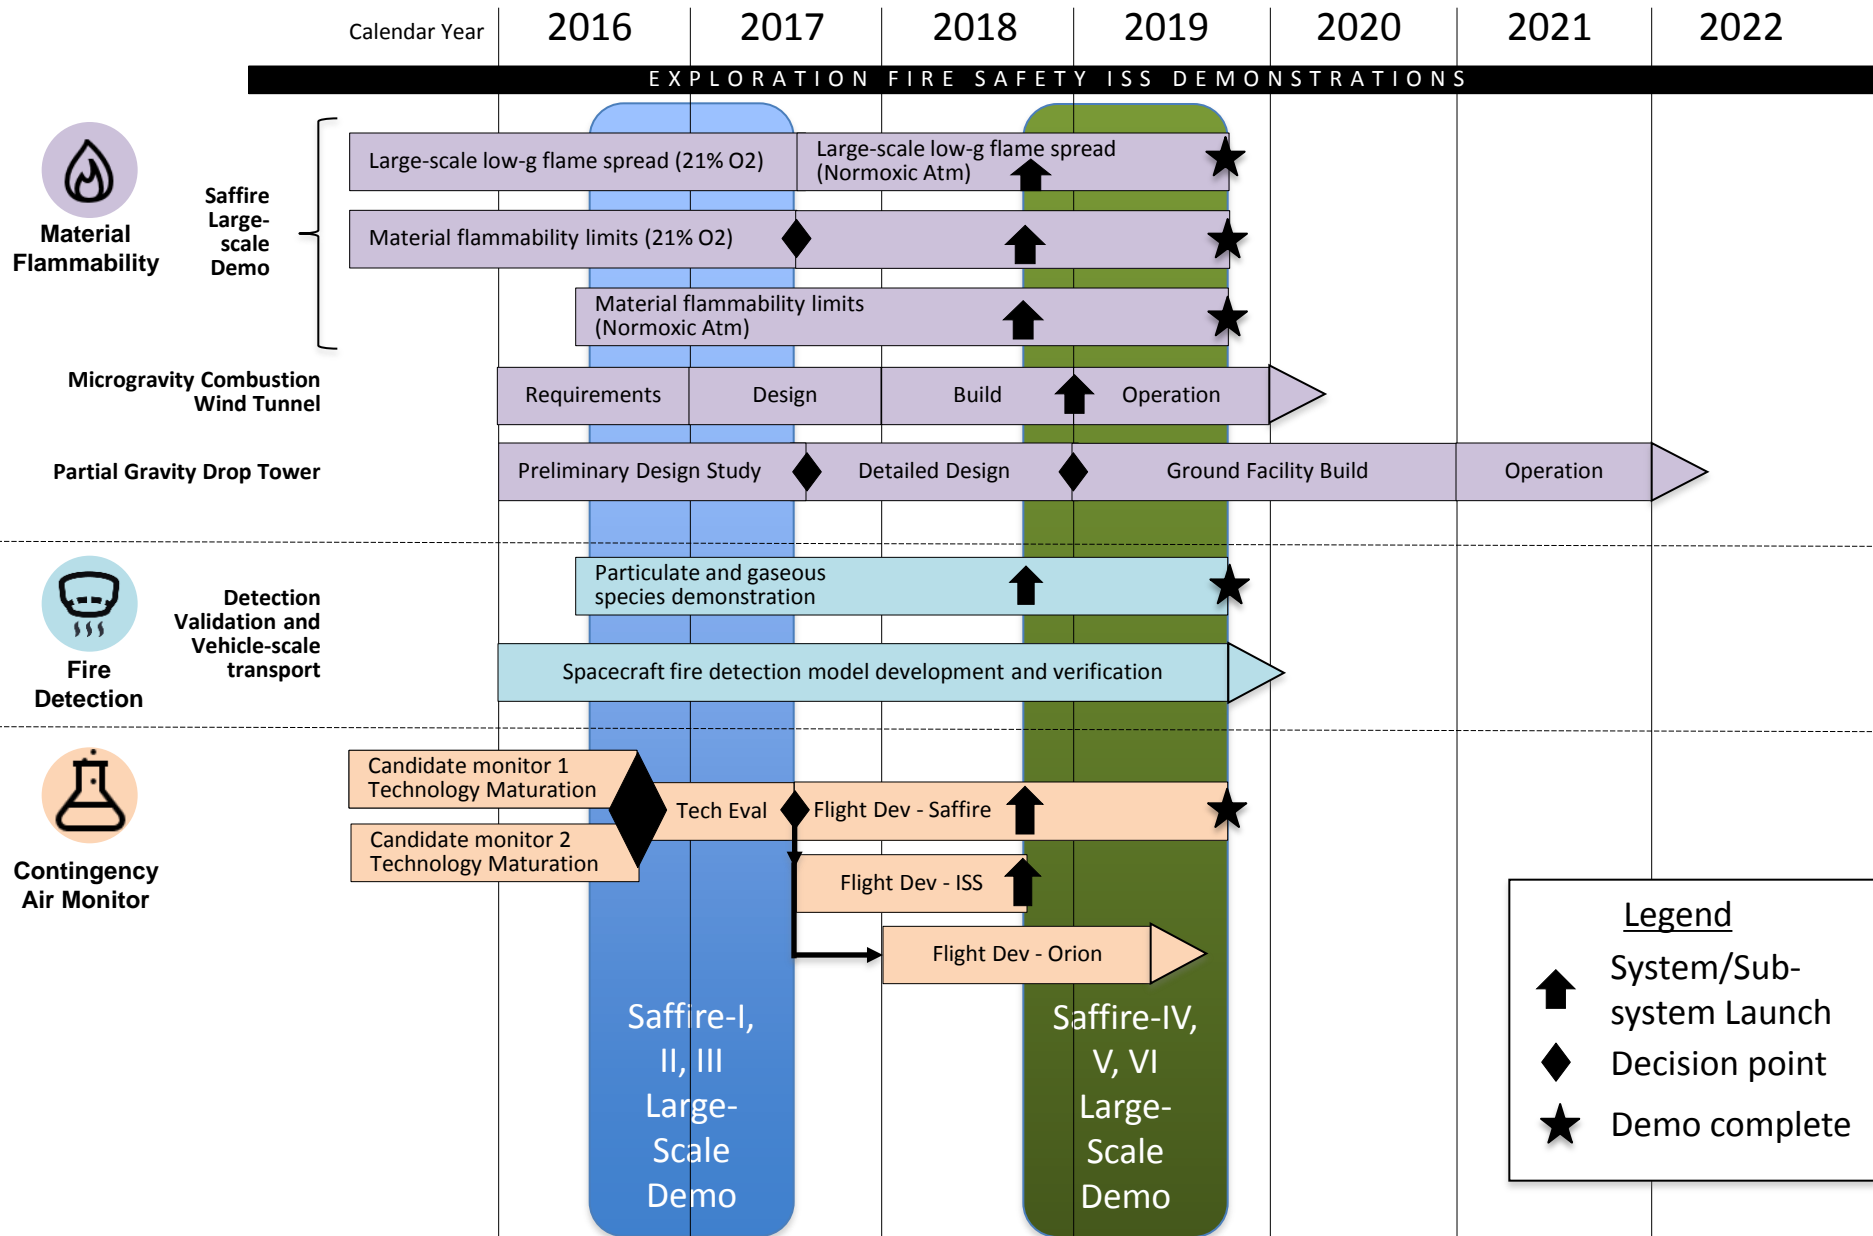 Calendar Year 2016 2017 2018 2019 2020 2021 2022
EXPLORATION FIRE SAFETY ISS DEMONSTRATIONS
Material
Flammability
Saffire
Large-
scale
Demo
Large-scale low-g flame spread (21% O2)
Large-scale low-g flame spread
(Normoxic Atm)
Material flammability limits (21% O2)
Material flammability limits
(Normoxic Atm)
Microgravity Combustion
Wind Tunnel
Requirements Design Build Operation
Partial Gravity Drop Tower
Preliminary Design Study Detailed Design Ground Facility Build Operation
Fire
Detection
Detection
Validation and
Vehicle-scale
transport
Particulate and gaseous
species demonstration
Spacecraft fire detection model development and verification
Contingency
Air Monitor
Candidate monitor 1
Technology Maturation
Candidate monitor 2
Technology Maturation
Tech Eval Flight Dev - Saffire
Flight Dev - ISS
Flight Dev - Orion
Saffire-I,
II, III
Large-
Scale
Demo
Saffire-IV,
V, VI
Large-
Scale
Demo
Legend
System/Sub-
system Launch
Decision point
Demo complete